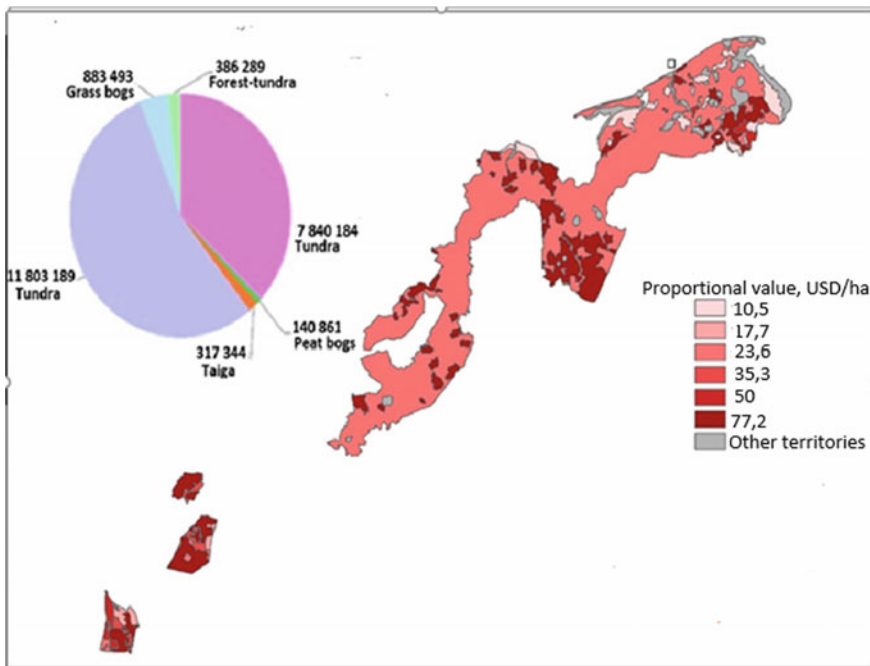 883 493
Grass bogs
386 289
Forest-tundra
7 840 184
Tundra
11 803 189
Tundra
140 861
Peat bogs
317 344
Taiga
Proportional value, USD/ha
10,5
17,7
23,6
35,3
50
77,2
Other territories